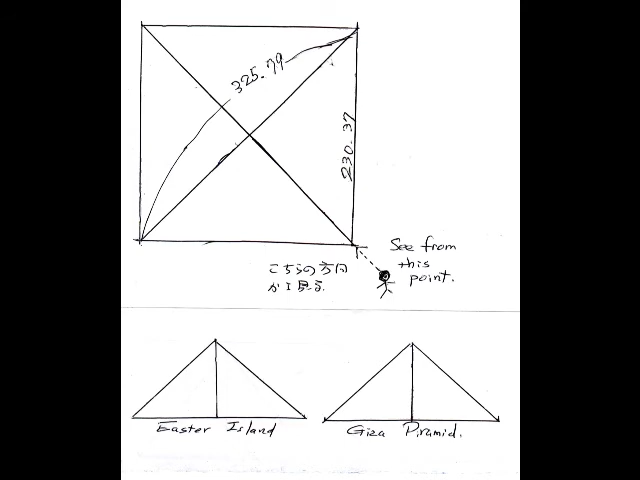 325.79
230.37
See from
this
point.
こちらの方向
から見る.
Easter Island
Giza Piramid.